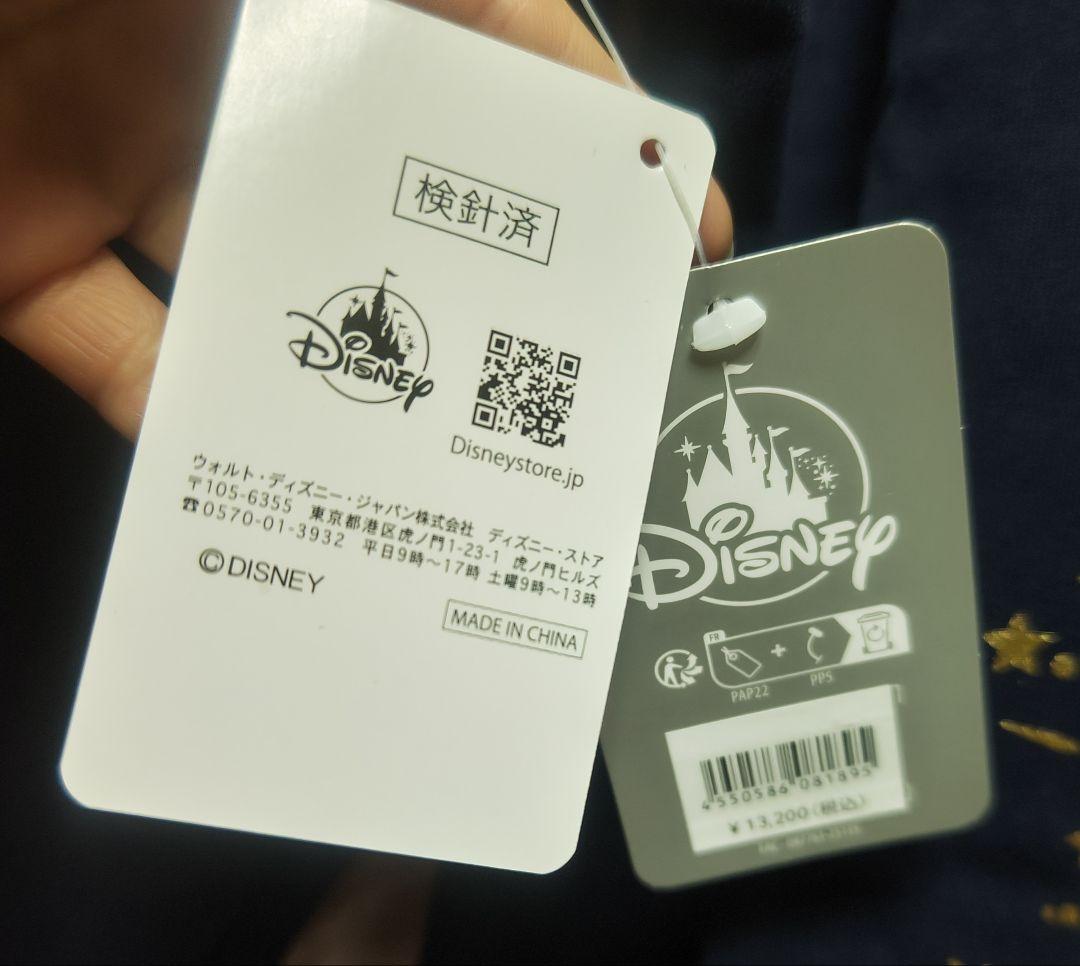 検針済
Disney
Disneystore.jp
ウォルト・ディズニー・ジャパン株式会社 ディズニー・ストア
〒105-6355 東京都港区虎ノ門1-23-1 虎ノ門ヒルズ
☎0570-01-3932 平日9時～17時 土曜9時～13時
©DISNEY
MADE IN CHINA
Disney
FR
+
PAP22
PP5
4550586081895
¥13,200(税込)